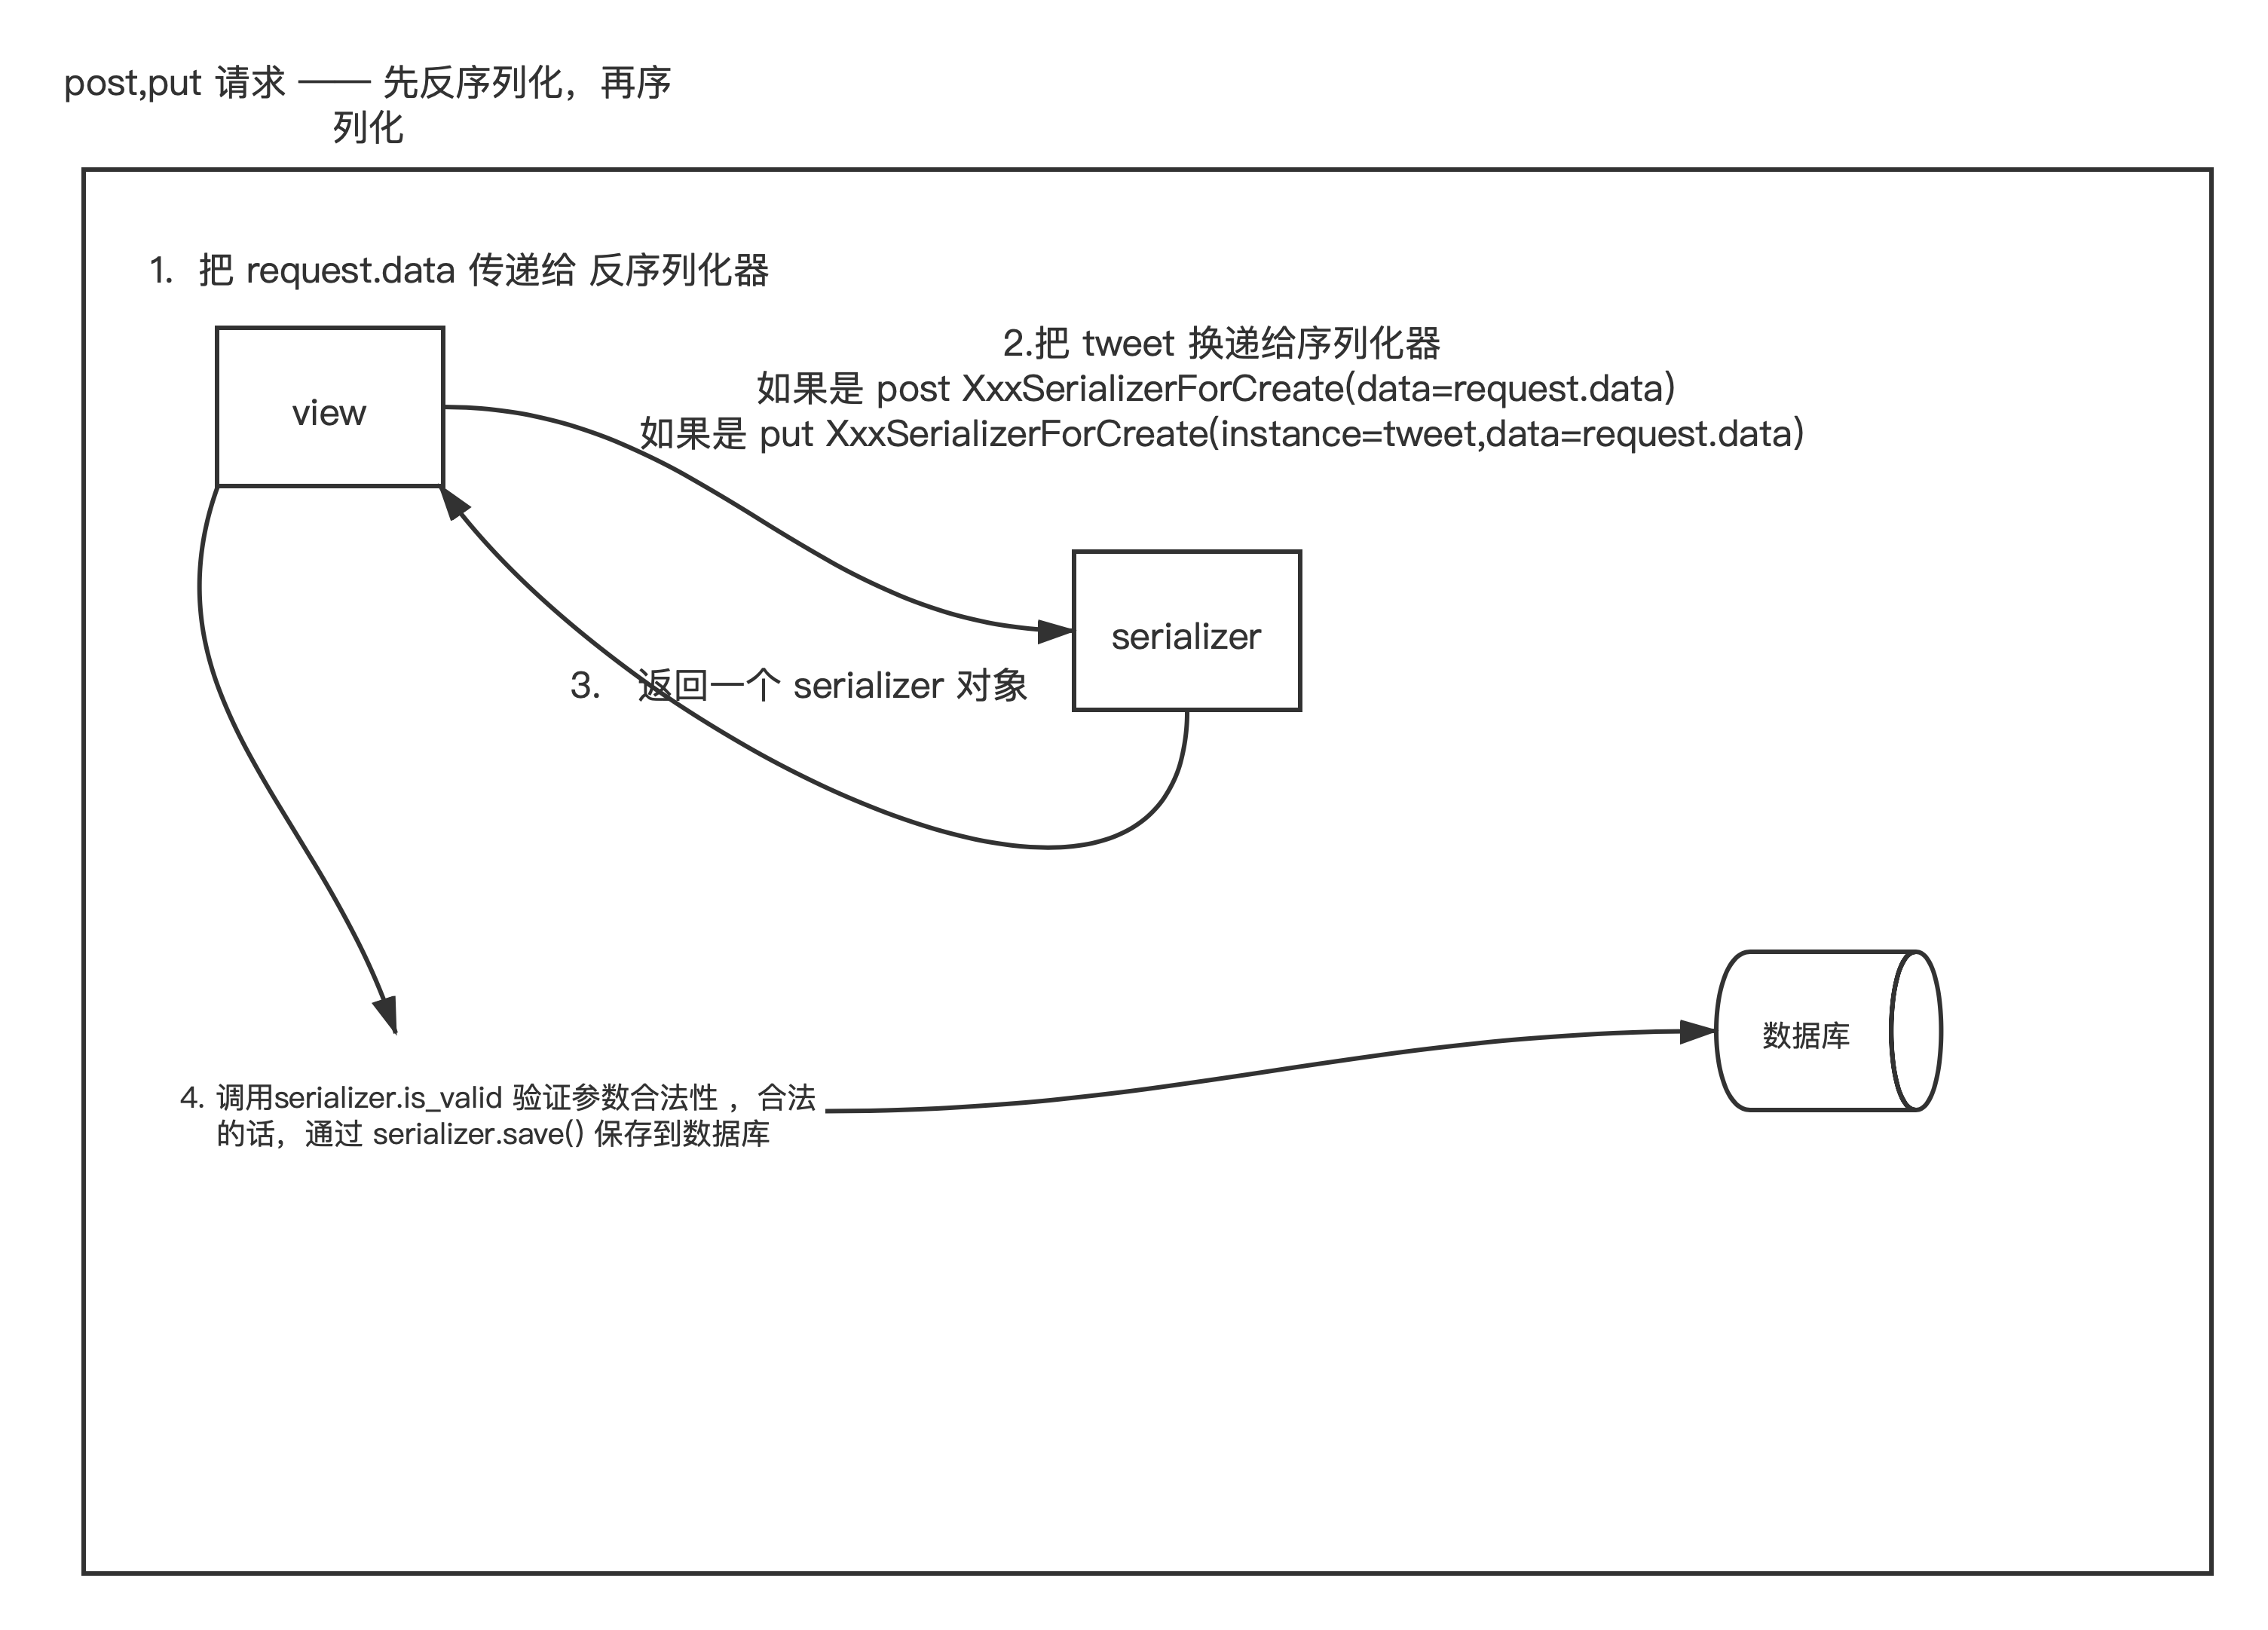 post,put 请求 —— 先反序列化，再序
列化
1. 把 request.data 传递给 反序列化器
2.把 tweet 换递给序列化器
如果是 post XxxSerializerForCreate(data=request.data)
如果是 put XxxSerializerForCreate(instance=tweet,data=request.data)
view
serializer
3. 返回一个 serializer 对象
数据库
4. 调用serializer.is_valid 验证参数合法性 ，合法
的话，通过 serializer.save() 保存到数据库